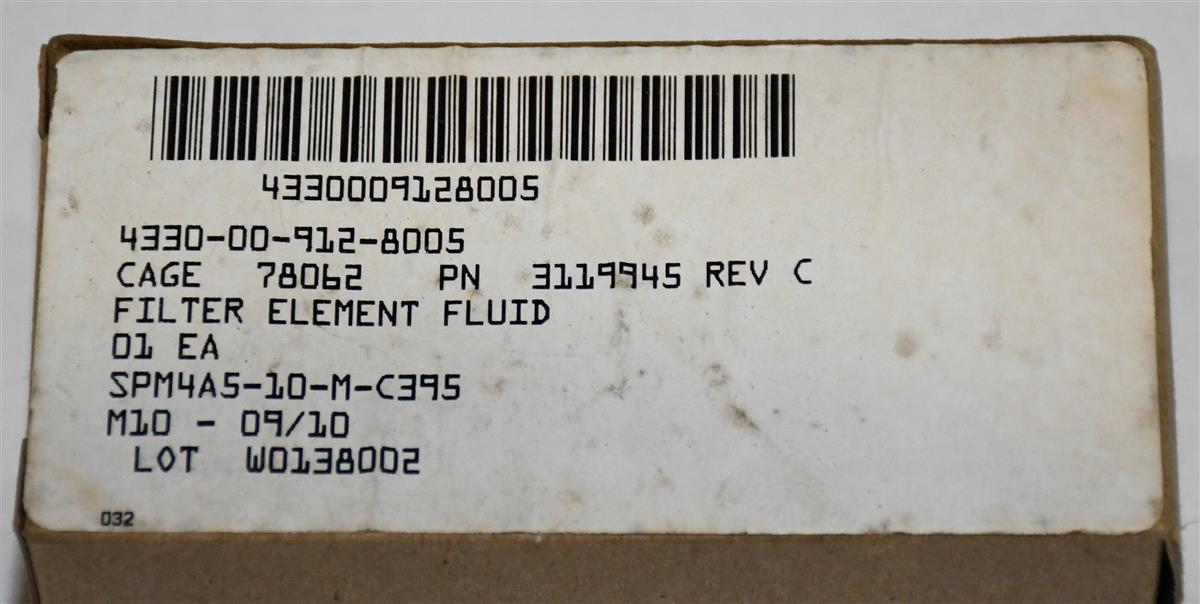 4330009128005
4330-00-912-8005
CAGE 78062 PN 3119945 REV C
FILTER ELEMENT FLUID
01 EA
SPM4A5-10-M-C395
M10 - 09/10
LOT W0138002
032